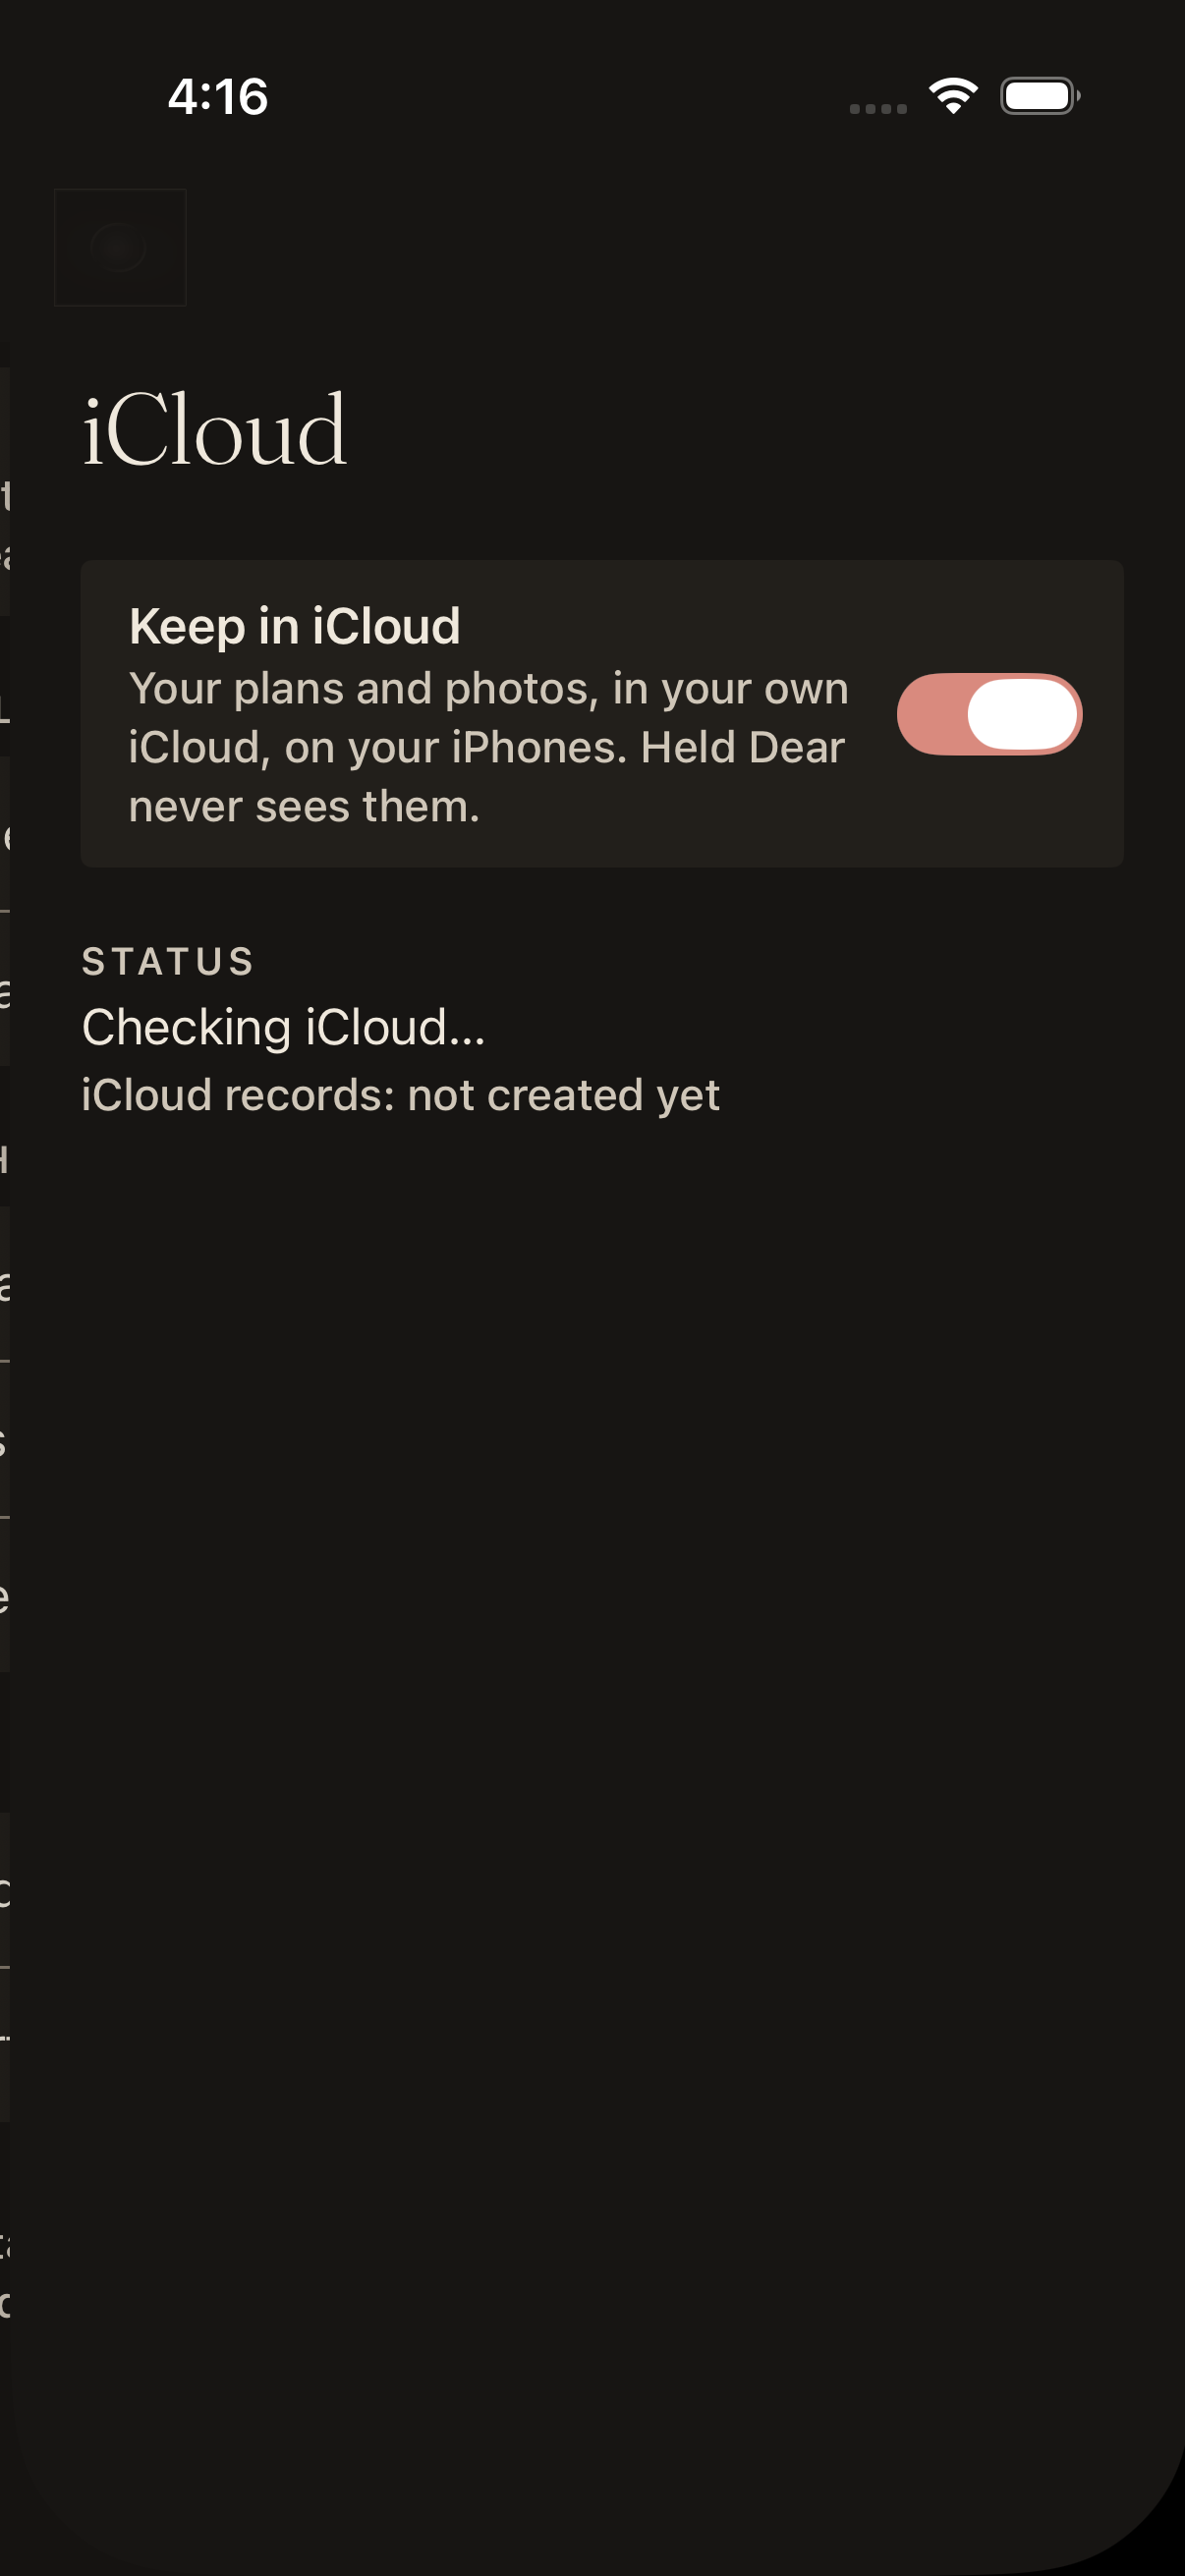 4:16
iCloud
Keep in iCloud
Your plans and photos, in your own
iCloud, on your iPhones. Held Dear
never sees them.
STATUS
Checking iCloud...
iCloud records: not created yet